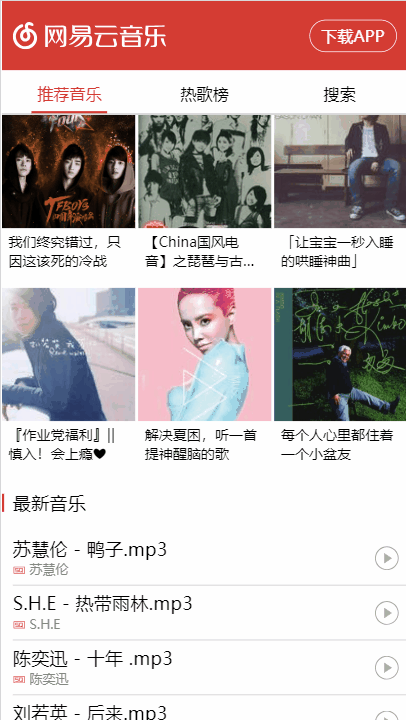 网易云音乐
下载APP
推荐音乐 热歌榜 搜索
TFBOYS
我们终究错过，只
因这该死的冷战
【China国风电
音】之琵琶与古...
「让宝宝一秒入睡
的哄睡神曲」
『作业党福利』||
慎入！会上瘾♥
解决夏困，听一首
提神醒脑的歌
每个人心里都住着
一个小盆友
最新音乐
苏慧伦 - 鸭子.mp3
SQ 苏慧伦
S.H.E - 热带雨林.mp3
SQ S.H.E
陈奕迅 - 十年 .mp3
SQ 陈奕迅
刘若英 - 后来.mp3